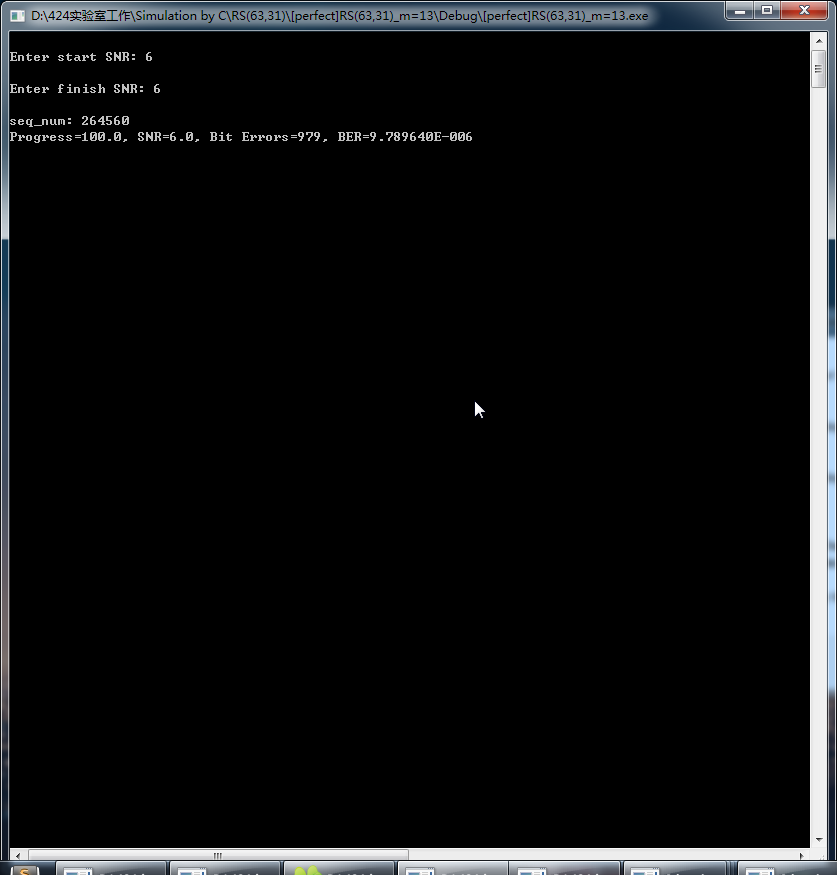 D:\424实验室工作\Simulation by C\RS(63,31)\[perfect]RS(63,31)_m=13\Debug\[perfect]RS(63,31)_m=13.exe
Enter start SNR: 6
Enter finish SNR: 6
seq_num: 264560
Progress=100.0, SNR=6.0, Bit Errors=979, BER=9.789640E-006